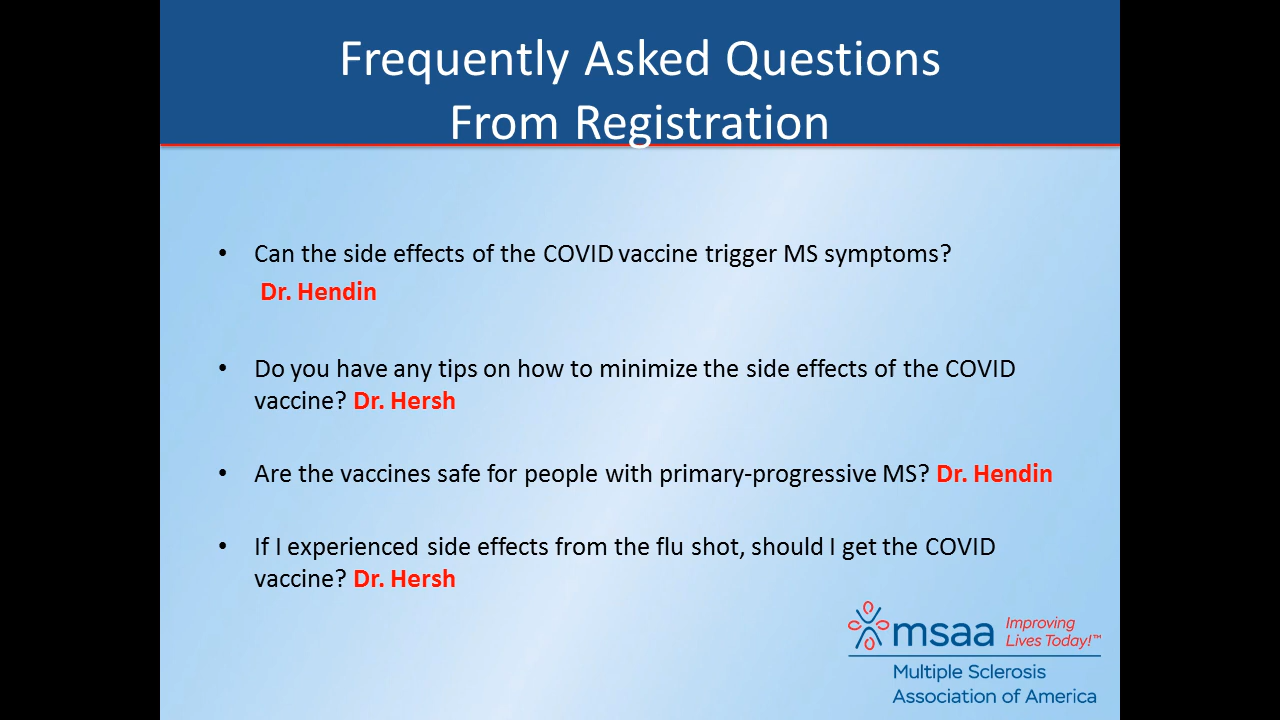 Frequently Asked Questions
From Registration
• Can the side effects of the COVID vaccine trigger MS symptoms?
Dr. Hendin
• Do you have any tips on how to minimize the side effects of the COVID
vaccine? Dr. Hersh
• Are the vaccines safe for people with primary-progressive MS? Dr. Hendin
• If I experienced side effects from the flu shot, should I get the COVID
vaccine? Dr. Hersh
msaa Improving
Lives Today!™
Multiple Sclerosis
Association of America